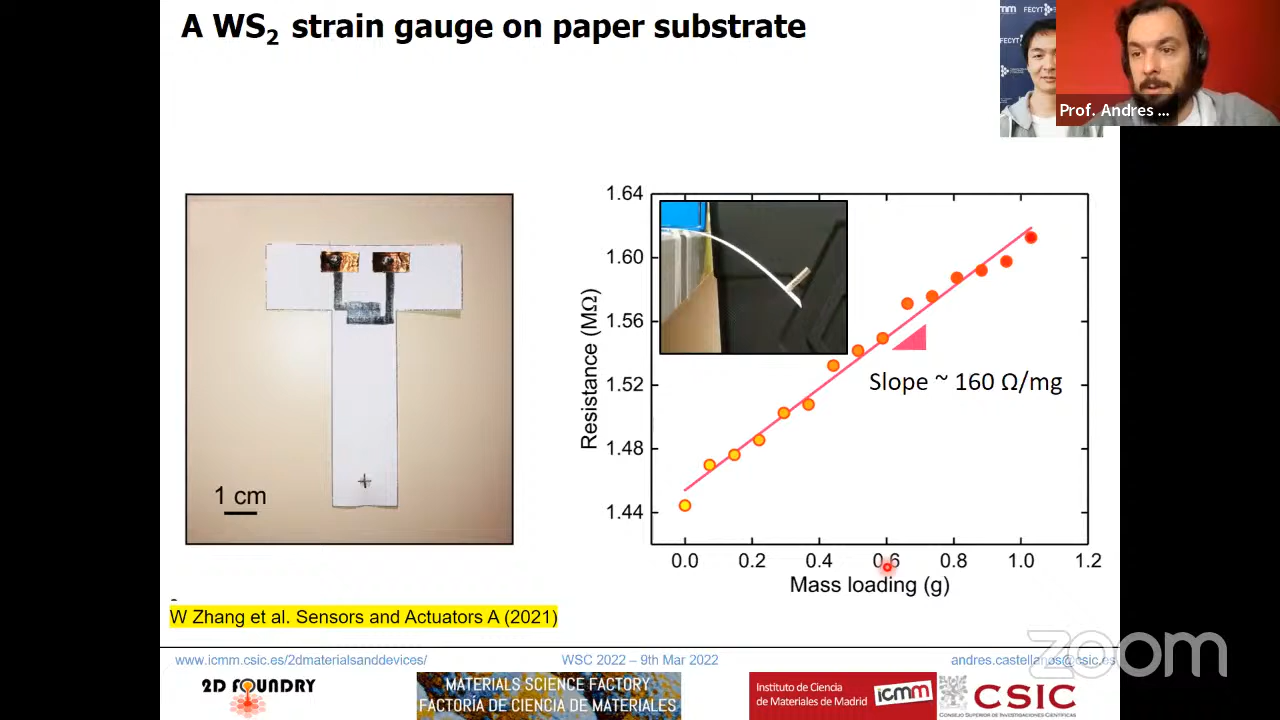 A WS₂ strain gauge on paper substrate
FECYT
FECYT
Prof. Andres ...
1 cm
1.64
1.60
1.56
1.52
1.48
1.44
Resistance (MΩ)
Slope ~ 160 Ω/mg
0.0 0.2 0.4 0.6 0.8 1.0 1.2
Mass loading (g)
W Zhang et al. Sensors and Actuators A (2021)
www.icmm.csic.es/2dmaterialsanddevices/
WSC 2022 – 9th Mar 2022
andres.castellanos@csic.es
zoom
2D FOUNDRY
MATERIALS SCIENCE FACTORY
FACTORÍA DE CIENCIA DE MATERIALES
Instituto de Ciencia
de Materiales de Madrid
icmm
CSIC
CONSEJO SUPERIOR DE INVESTIGACIONES CIENTÍFICAS